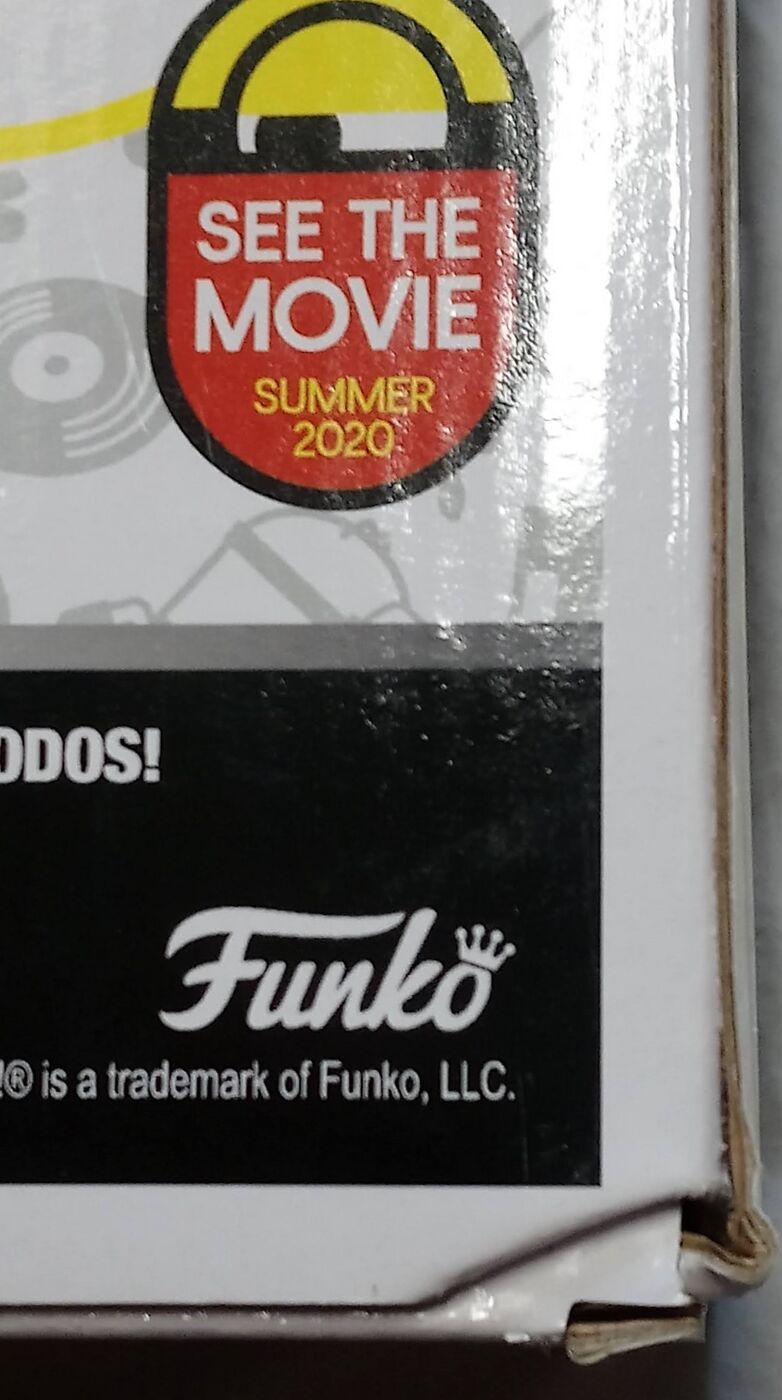 SEE THE
MOVIE
SUMMER
2020
ODOS!
Funko
!® is a trademark of Funko, LLC.